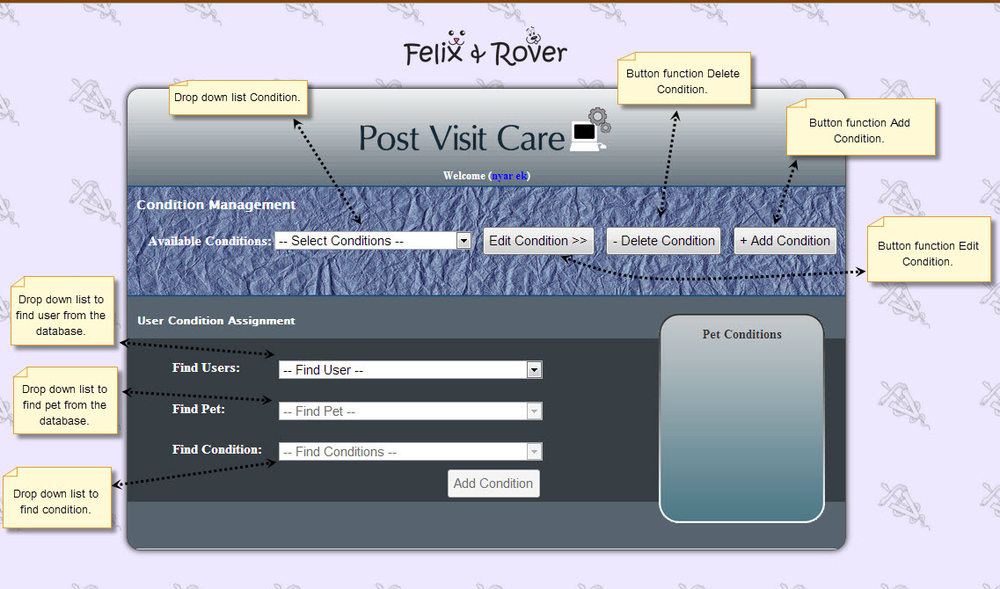 Felix & Rover
Drop down list Condition.
Button function Delete
Condition.
Button function Add
Condition.
Post Visit Care
Welcome (nyar ek)
Condition Management
Available Conditions:
-- Select Conditions --
Edit Condition >>
- Delete Condition
+ Add Condition
Button function Edit
Condition.
Drop down list to
find user from the
database.
User Condition Assignment
Pet Conditions
Find Users:
-- Find User --
Drop down list to
find pet from the
database.
Find Pet:
-- Find Pet --
Find Condition:
-- Find Conditions --
Drop down list to
find condition.
Add Condition